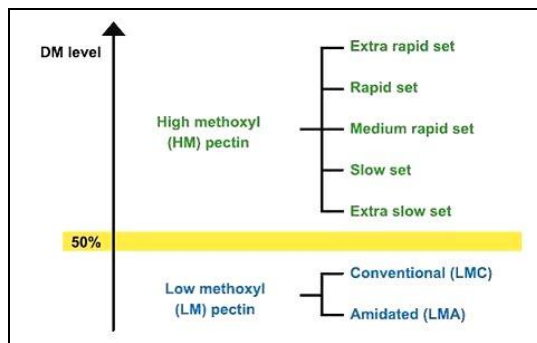 DM level
Extra rapid set
Rapid set
High methoxyl
(HM) pectin
Medium rapid set
Slow set
Extra slow set
50%
Low methoxyl
(LM) pectin
Conventional (LMC)
Amidated (LMA)